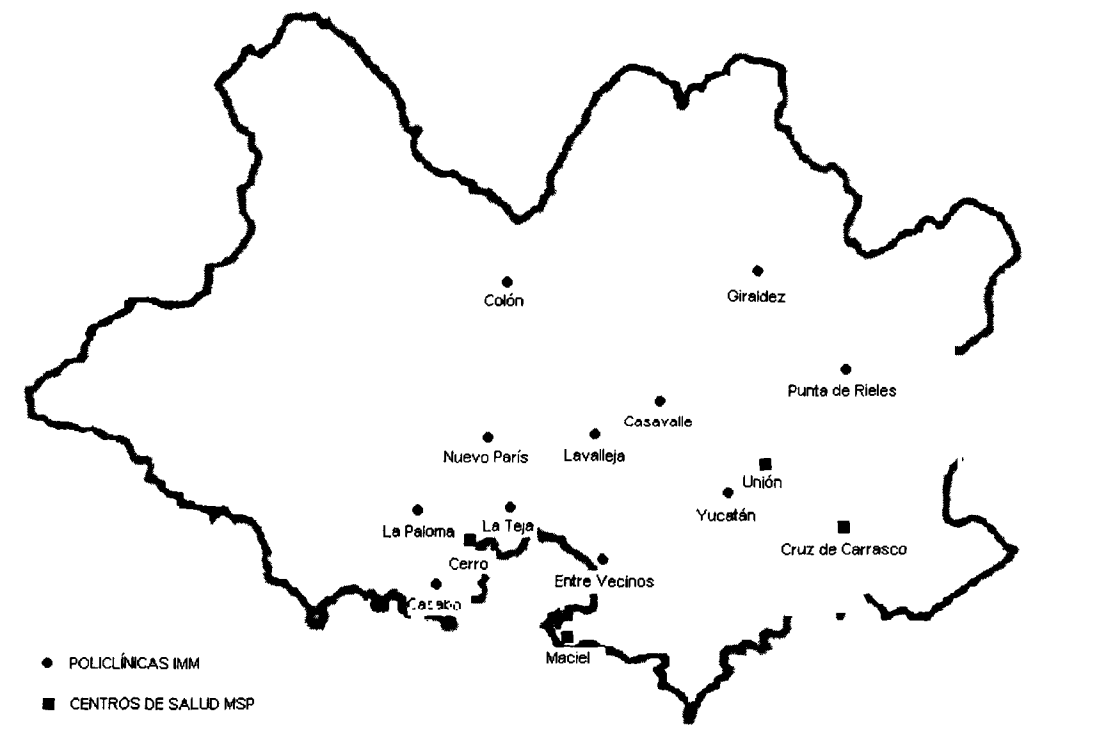 Colón
Giraldez
Punta de Rieles
Casavalle
Nuevo París
Lavalleja
Unión
Yucatán
La Paloma
La Teja
Cruz de Carrasco
Cerro
Entre Vecinos
Casabo
Maciel
POLICLÍNICAS IMM
CENTROS DE SALUD MSP